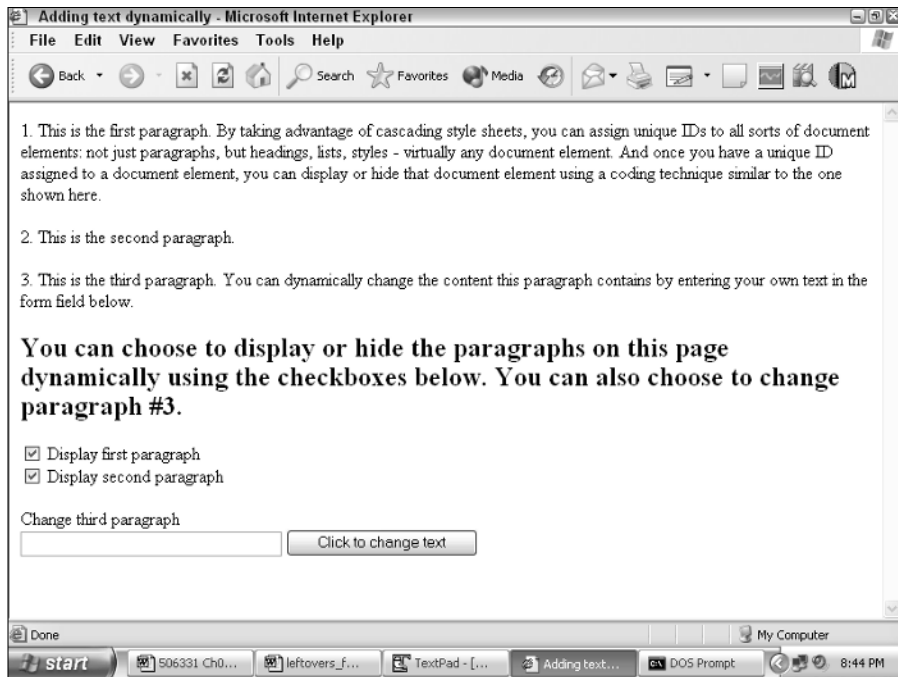 Adding text dynamically - Microsoft Internet Explorer
File Edit View Favorites Tools Help
Back Search Favorites Media
1. This is the first paragraph. By taking advantage of cascading style sheets, you can assign unique IDs to all sorts of document
elements: not just paragraphs, but headings, lists, styles - virtually any document element. And once you have a unique ID
assigned to a document element, you can display or hide that document element using a coding technique similar to the one
shown here.
2. This is the second paragraph.
3. This is the third paragraph. You can dynamically change the content this paragraph contains by entering your own text in the
form field below.
You can choose to display or hide the paragraphs on this page
dynamically using the checkboxes below. You can also choose to change
paragraph #3.
Display first paragraph
Display second paragraph
Change third paragraph
Click to change text
Done My Computer
start 506331 Ch0... leftovers_f... TextPad - [... Adding text... DOS Prompt 8:44 PM